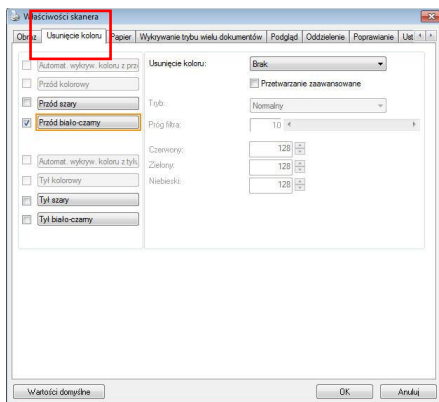 Właściwości skanera
Obraz Usunięcie koloru Papier Wykrywanie trybu wielu dokumentów Podgląd Oddzielenie Poprawianie Ust
Automat. wykryw. koloru z prz Usunięcie koloru: Brak
Przód kolorowy Przetwarzanie zaawansowane
Przód szary Tryb: Normalny
Przód biało-czarny Próg filtra: 10
Czerwony: 128
Automat. wykryw. koloru z tyłu Zielony: 128
Tył kolorowy Niebieski: 128
Tył szary
Tył biało-czarny
Wartości domyślne OK Anuluj